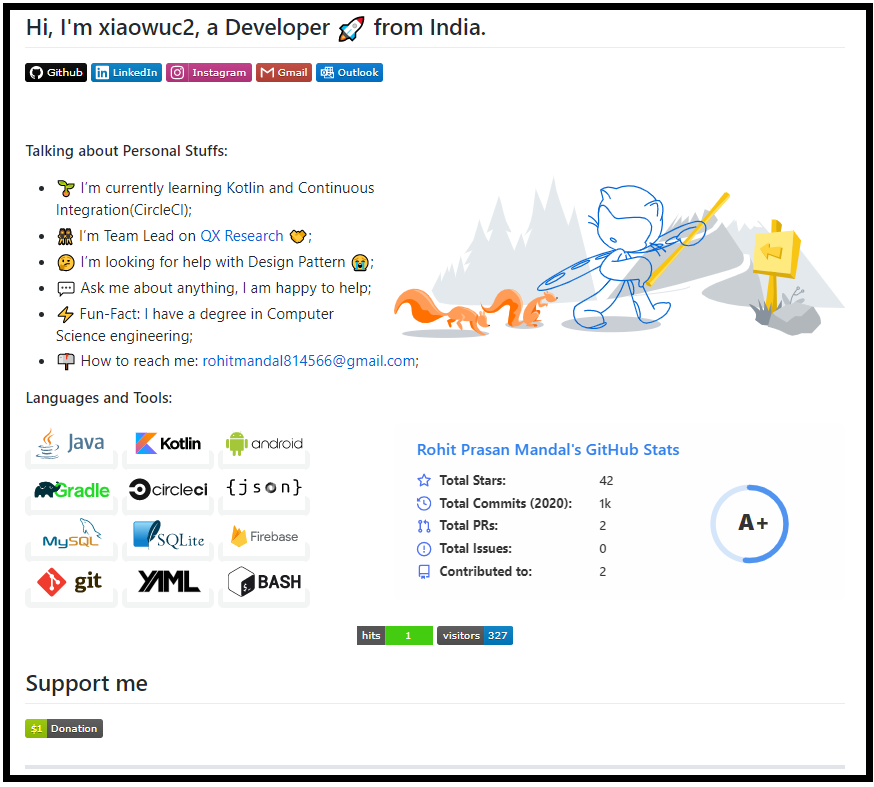 Hi, I'm xiaowuc2, a Developer 🚀 from India.
Github LinkedIn Instagram Gmail Outlook
Talking about Personal Stuffs:
I'm currently learning Kotlin and Continuous
Integration(CircleCI);
I'm Team Lead on QX Research 🤝;
I'm looking for help with Design Pattern 😭;
Ask me about anything, I am happy to help;
Fun-Fact: I have a degree in Computer
Science engineering;
How to reach me: rohitmandal814566@gmail.com;
Languages and Tools:
Java Kotlin android
Gradle circleci {json}
MySQL SQLite Firebase
git YAML BASH
Rohit Prasan Mandal's GitHub Stats
Total Stars: 42
Total Commits (2020): 1k
Total PRs: 2
Total Issues: 0
Contributed to: 2
A+
hits 1 visitors 327
Support me
$1 Donation